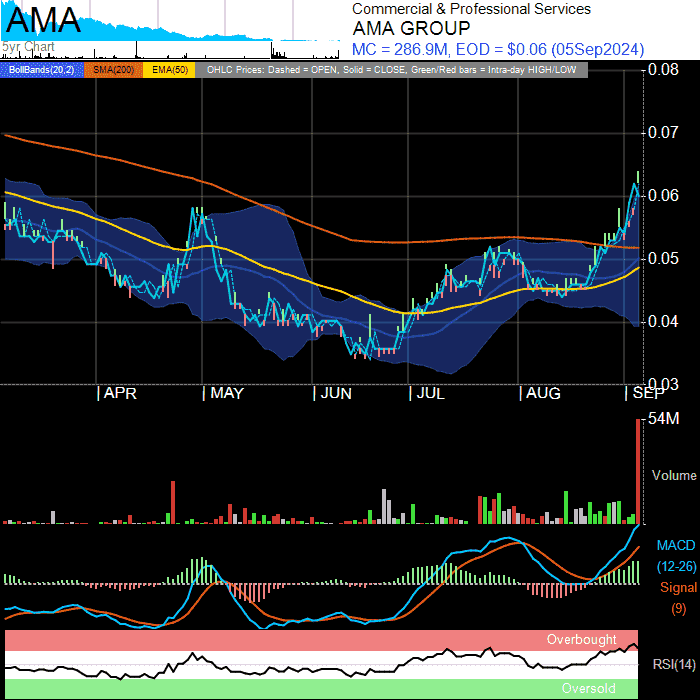 AMA
5yr Chart
Commercial & Professional Services
AMA GROUP
MC = 286.9M, EOD = $0.06 (05Sep2024)
BollBands(20,2) SMA(200) EMA(50) OHLC Prices: Dashed = OPEN, Solid = CLOSE, Green/Red bars = Intra-day HIGH/LOW
0.08
0.07
0.06
0.05
0.04
0.03
APR MAY JUN JUL AUG SEP
54M
Volume
MACD
(12-26)
Signal
(9)
Overbought
RSI(14)
Oversold